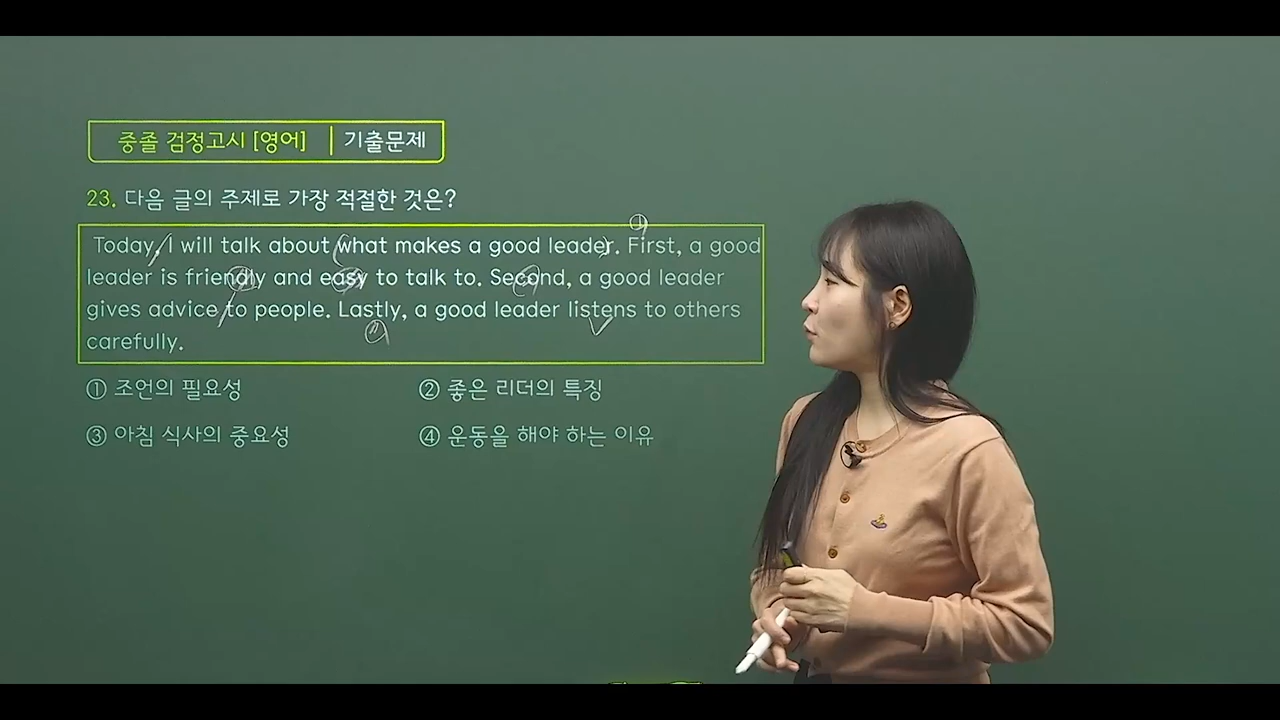 중졸 검정고시 [영어] | 기출문제
23. 다음 글의 주제로 가장 적절한 것은?
Today, I will talk about what makes a good leader. First, a good
leader is friendly and easy to talk to. Second, a good leader
gives advice to people. Lastly, a good leader listens to others
carefully.
① 조언의 필요성 ② 좋은 리더의 특징
③ 아침 식사의 중요성 ④ 운동을 해야 하는 이유